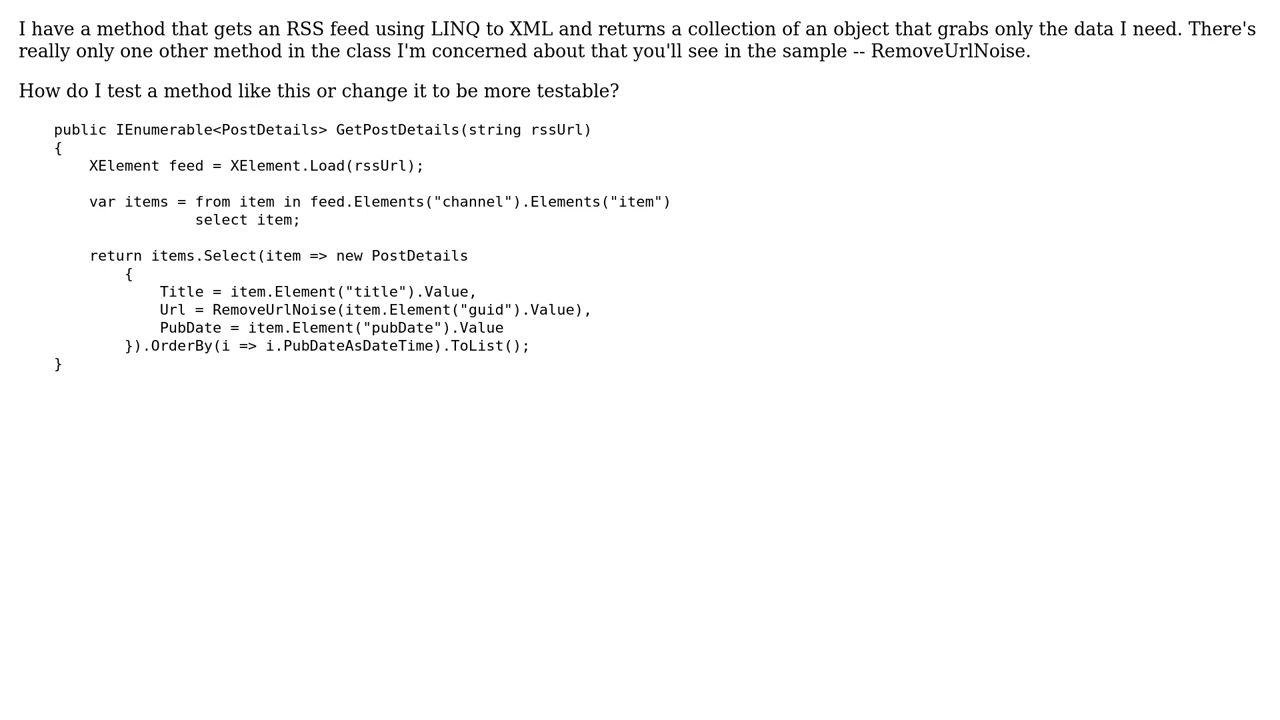 I have a method that gets an RSS feed using LINQ to XML and returns a collection of an object that grabs only the data I need. There's
really only one other method in the class I'm concerned about that you'll see in the sample -- RemoveUrlNoise.
How do I test a method like this or change it to be more testable?
public IEnumerable<PostDetails> GetPostDetails(string rssUrl)
{
    XElement feed = XElement.Load(rssUrl);
    var items = from item in feed.Elements("channel").Elements("item")
                select item;
    return items.Select(item => new PostDetails
        {
            Title = item.Element("title").Value,
            Url = RemoveUrlNoise(item.Element("guid").Value),
            PubDate = item.Element("pubDate").Value
        }).OrderBy(i => i.PubDateAsDateTime).ToList();
}